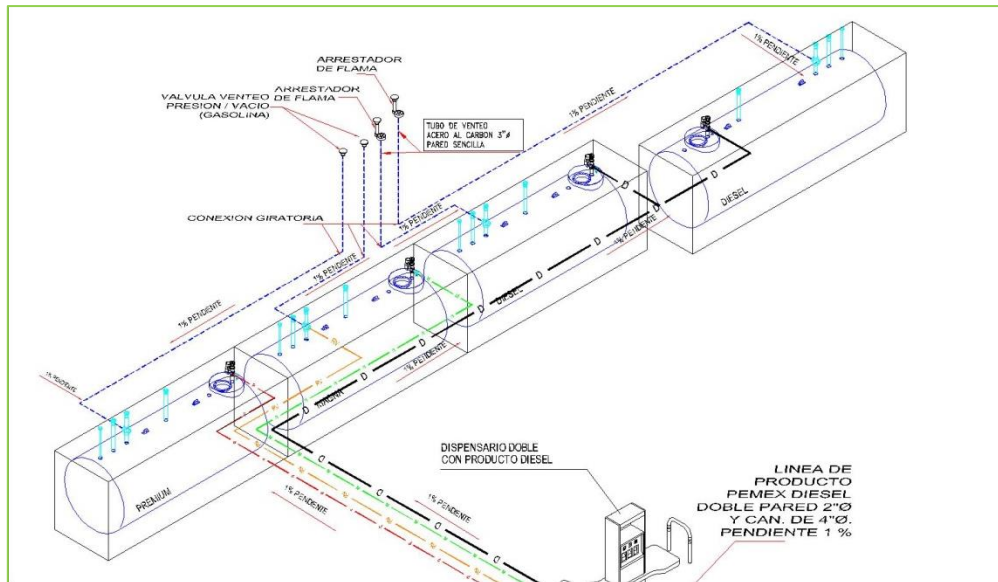 ARRESTADOR
DE FLAMA
VALVULA VENTEO
PRESION / VACIO
(GASOLINA)
ARRESTADOR
DE FLAMA
TUBO DE VENTEO
ACERO AL CARBON 3"ø
PARED SENCILLA
1% PENDIENTE
1% PENDIENTE
CONEXION GIRATORIA
1% PENDIENTE
1% PENDIENTE
1% PENDIENTE
1% PENDIENTE
DIESEL
1% PENDIENTE
D
D
D
D
D
DIESEL
D
D
D
D
1% PENDIENTE
MAGNA
PREMIUM
1% PENDIENTE
1% PENDIENTE
DISPENSARIO DOBLE
CON PRODUCTO DIESEL
LINEA DE
PRODUCTO
PEMEX DIESEL
DOBLE PARED 2"Ø
Y CAN. DE 4"Ø.
PENDIENTE 1 %